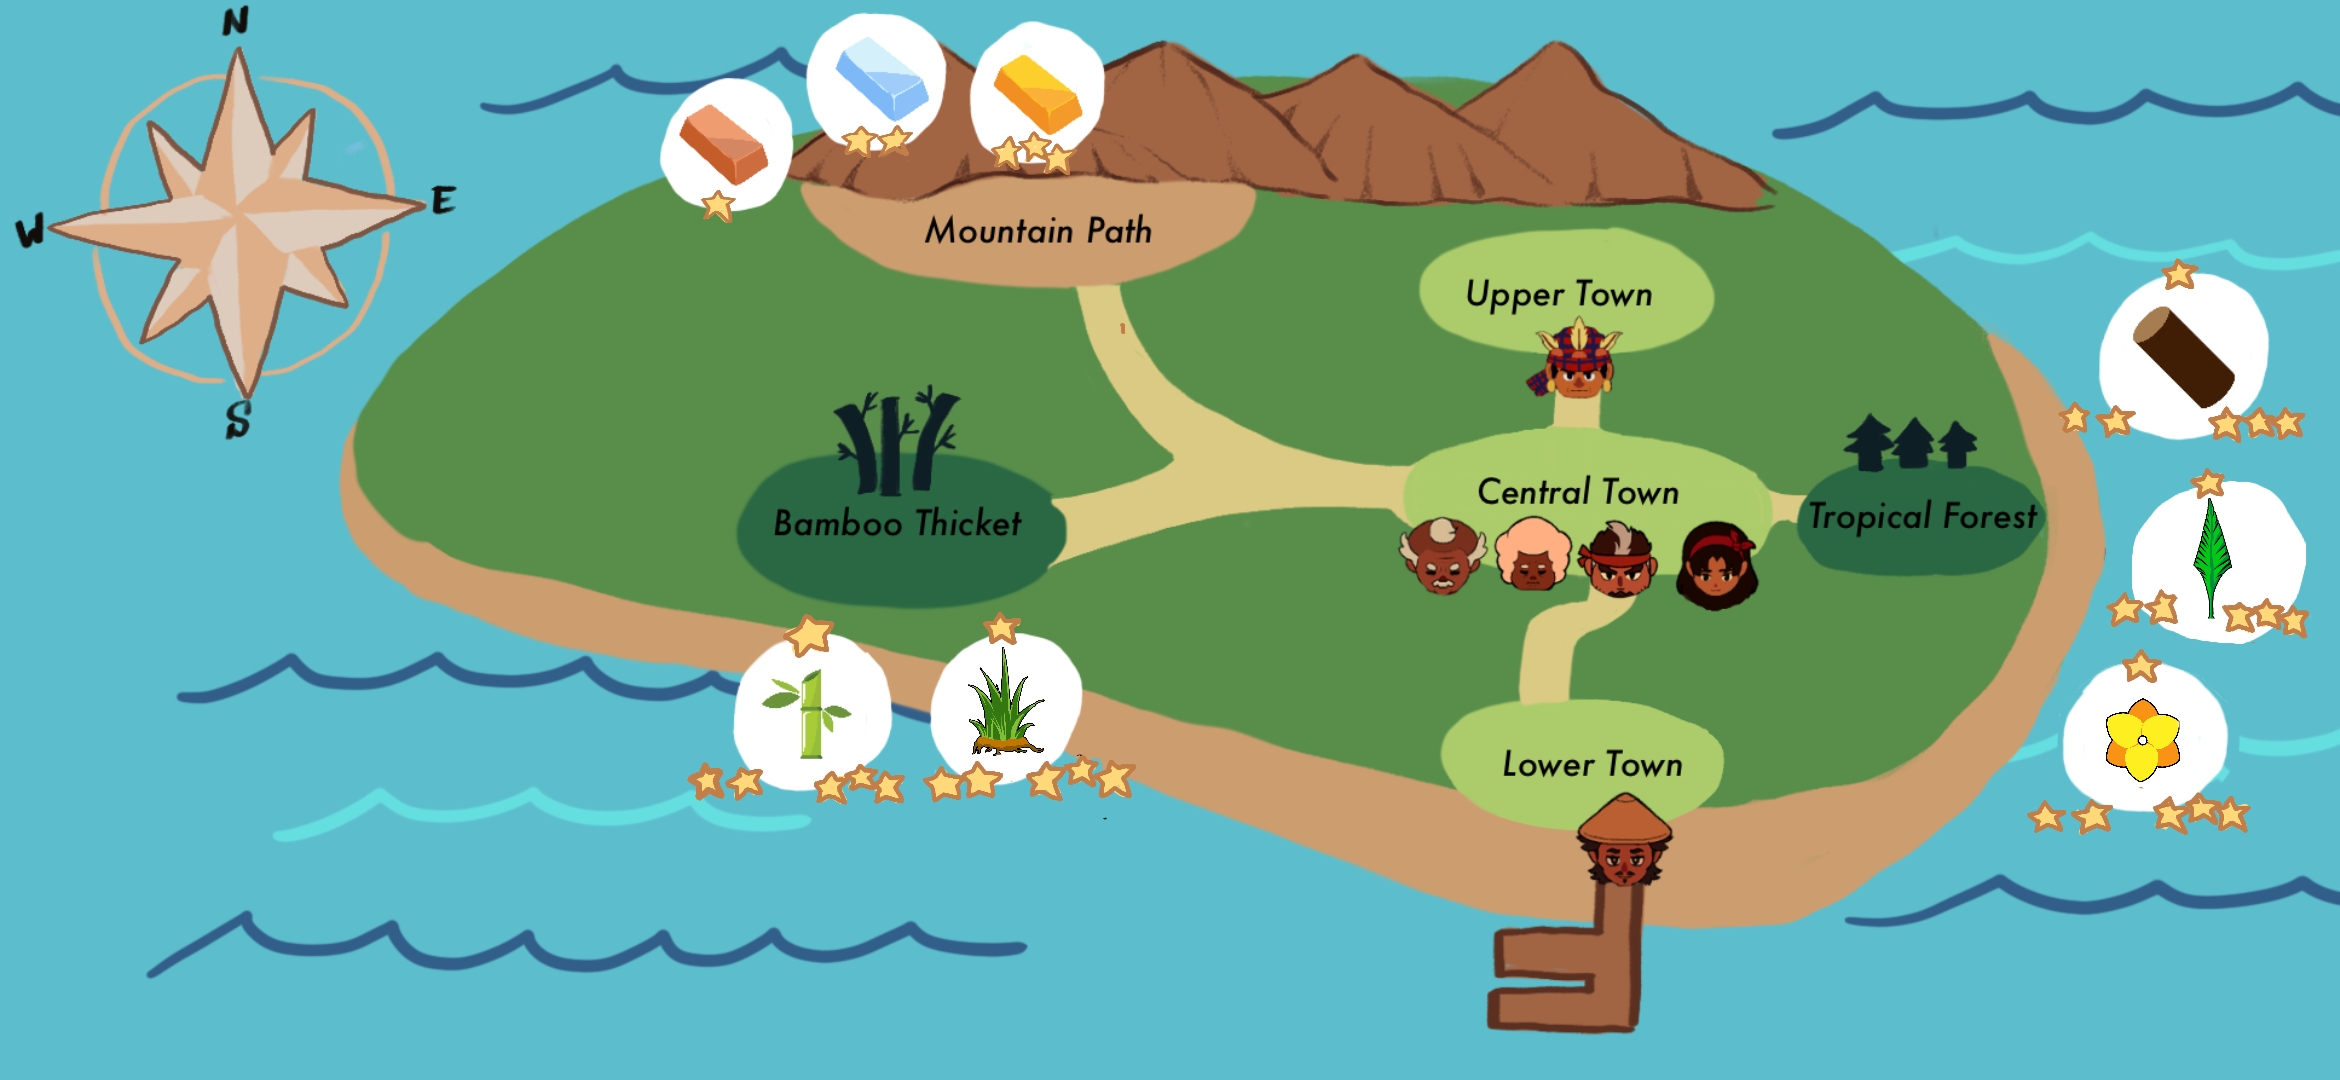 N
W
E
S
Mountain Path
Upper Town
Central Town
Bamboo Thicket
Tropical Forest
Lower Town